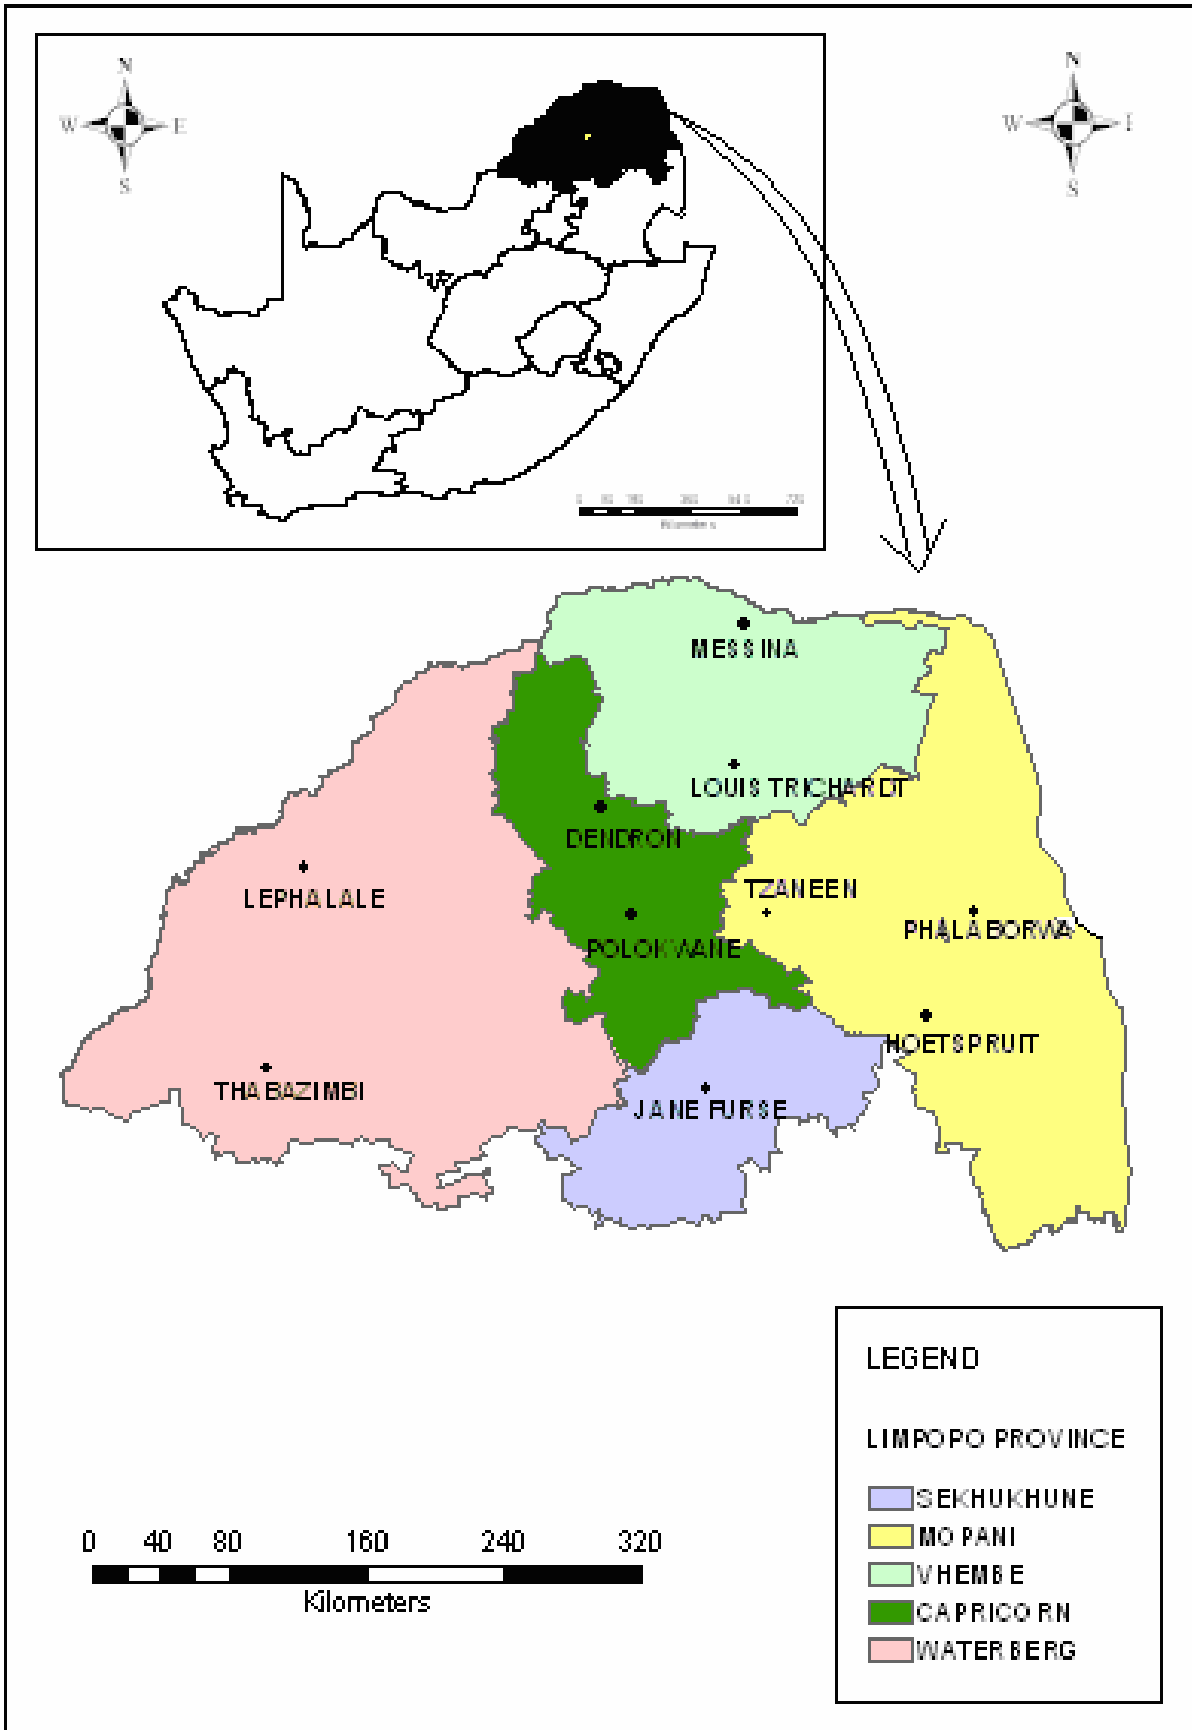 N
W E
S
N
W
S
Kilometers
MESSINA
LOUIS TRICHARDT
DENDRON
LEPHALALE
TZANEEN
PHALABORWA
POLOKWANE
HOETSPRUIT
THABAZIMBI
JANE FURSE
LEGEND
LIMPOPO PROVINCE
SEKHUKHUNE
MOPANI
VHEMBE
CAPRICORN
WATERBERG
0 40 80 160 240 320
Kilometers